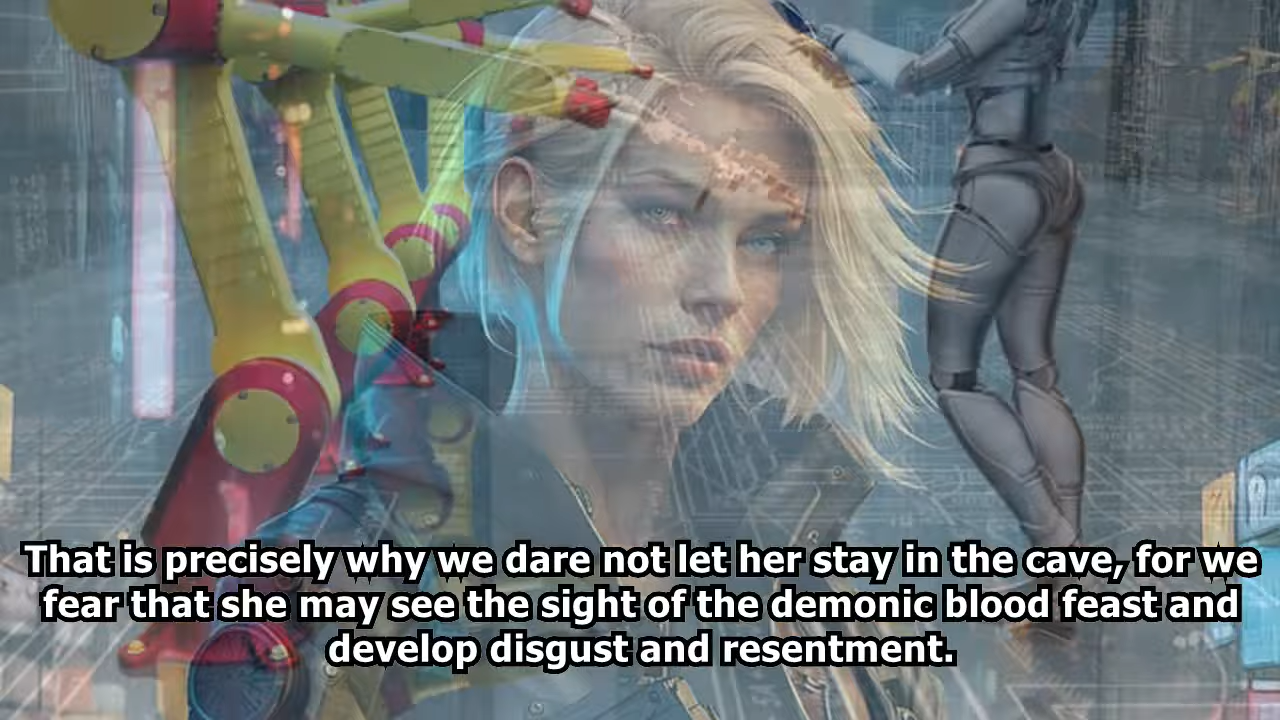 That is precisely why we dare not let her stay in the cave, for we
fear that she may see the sight of the demonic blood feast and
develop disgust and resentment.